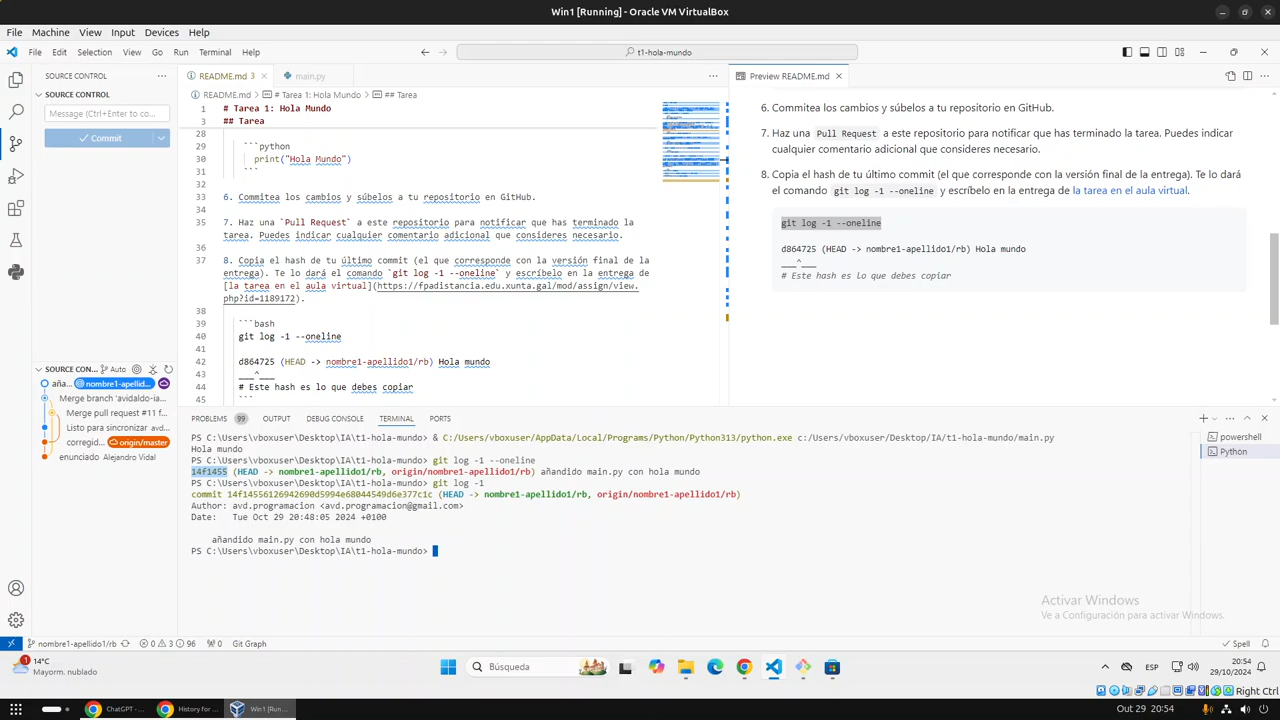 Win1 [Running] - Oracle VM VirtualBox
File Machine View Input Devices Help
File Edit Selection View Go Run Terminal Help
t1-hola-mundo
SOURCE CONTROL
README.md 3
main.py
Preview README.md
SOURCE CONTROL
Message (Ctrl+Enter to co...
Commit
README.md > # Tarea 1: Hola Mundo > ## Tarea
1 # Tarea 1: Hola Mundo
3 ## Tarea
28
29 ```python
30 print("Hola mundo")
31 ```
32
33 6. Commitea los cambios y súbelos a tu repositorio en GitHub.
34
35 7. Haz una `Pull Request` a este repositorio para notificar que has terminado la
tarea. Puedes indicar cualquier comentario adicional que consideres necesario.
36
37 8. Copia el hash de tu último commit (el que corresponde con la versión final de la
entrega). Te lo dará el comando `git log -1 --oneline` y escríbelo en la entrega de
[la tarea en el aula virtual](https://fpadistancia.edu.xunta.gal/mod/assign/view.
php?id=1189172).
38
39 ```bash
40 git log -1 --oneline
41
42 d864725 (HEAD -> nombre1-apellido1/rb) Hola mundo
43 ___^___
44 # Este hash es lo que debes copiar
45 ```
6. Commitea los cambios y súbelos a tu repositorio en GitHub.
7. Haz una Pull Request a este repositorio para notificar que has terminado la tarea. Puedes indicar
cualquier comentario adicional que consideres necesario.
8. Copia el hash de tu último commit (el que corresponde con la versión final de la entrega). Te lo dará
el comando git log -1 --oneline y escríbelo en la entrega de la tarea en el aula virtual.
git log -1 --oneline
d864725 (HEAD -> nombre1-apellido1/rb) Hola mundo
___^___
# Este hash es lo que debes copiar
SOURCE CON... Auto
aña... nombre1-apellid...
Merge branch 'avidaldo-ia...
Merge pull request #11 f...
Listo para sincronizar avdo...
corregid... origin/master
enunciado Alejandro Vidal
PROBLEMS 99 OUTPUT DEBUG CONSOLE TERMINAL PORTS
powershell
Python
PS C:\Users\vboxuser\Desktop\IA\t1-hola-mundo> & C:/Users/vboxuser/AppData/Local/Programs/Python/Python313/python.exe c:/Users/vboxuser/Desktop/IA/t1-hola-mundo/main.py
Hola mundo
PS C:\Users\vboxuser\Desktop\IA\t1-hola-mundo> git log -1 --oneline
14f1455 (HEAD -> nombre1-apellido1/rb, origin/nombre1-apellido1/rb) añandido main.py con hola mundo
PS C:\Users\vboxuser\Desktop\IA\t1-hola-mundo> git log -1
commit 14f14556126942690d5994e68044549d6e377c1c (HEAD -> nombre1-apellido1/rb, origin/nombre1-apellido1/rb)
Author: avd.programacion <avd.programacion@gmail.com>
Date: Tue Oct 29 20:48:05 2024 +0100
añandido main.py con hola mundo
PS C:\Users\vboxuser\Desktop\IA\t1-hola-mundo>
Activar Windows
Ve a Configuración para activar Windows.
nombre1-apellido1/rb 0 3 96 0 Git Graph
Spell
1
14°C
Mayorm. nublado
Búsqueda
ESP
20:54
29/10/2024
Right Ctrl
ChatGPT -...
History for ...
Win1 [Run...
Out 29 20:54